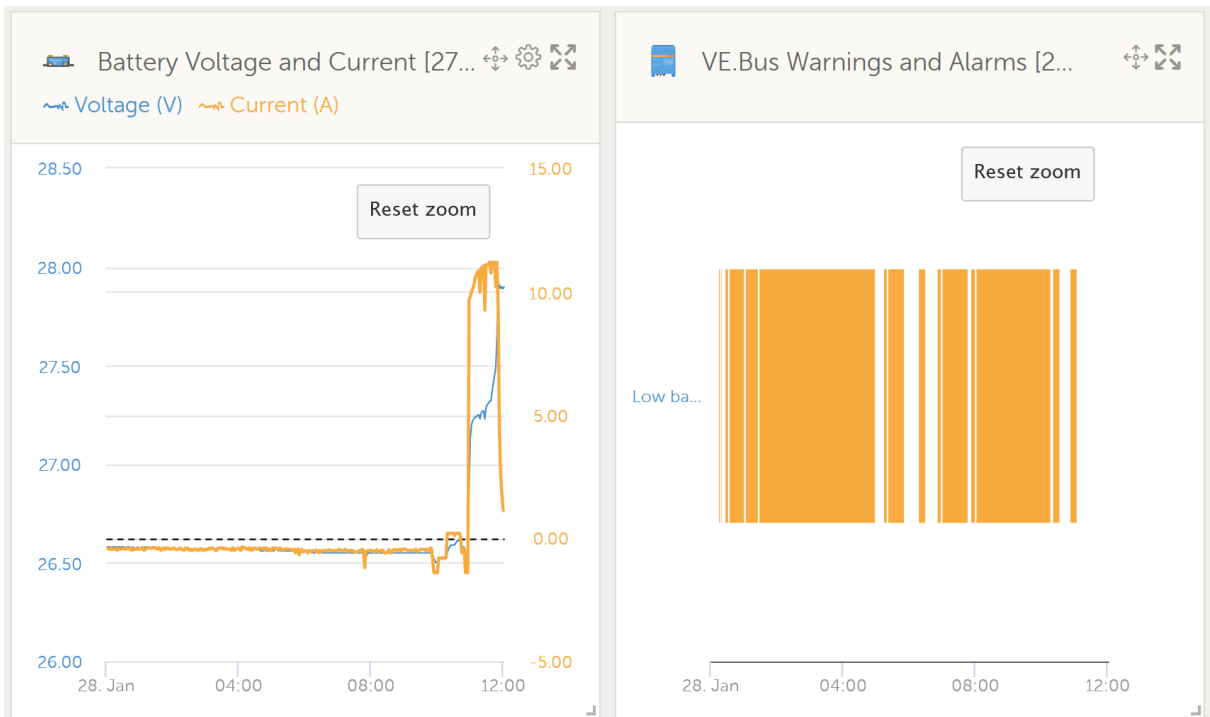 Battery Voltage and Current [27...
Voltage (V) Current (A)
28.50
28.00
27.50
27.00
26.50
26.00
15.00
10.00
5.00
0.00
-5.00
Reset zoom
28. Jan 04:00 08:00 12:00
VE.Bus Warnings and Alarms [2...
Reset zoom
Low ba...
28. Jan 04:00 08:00 12:00